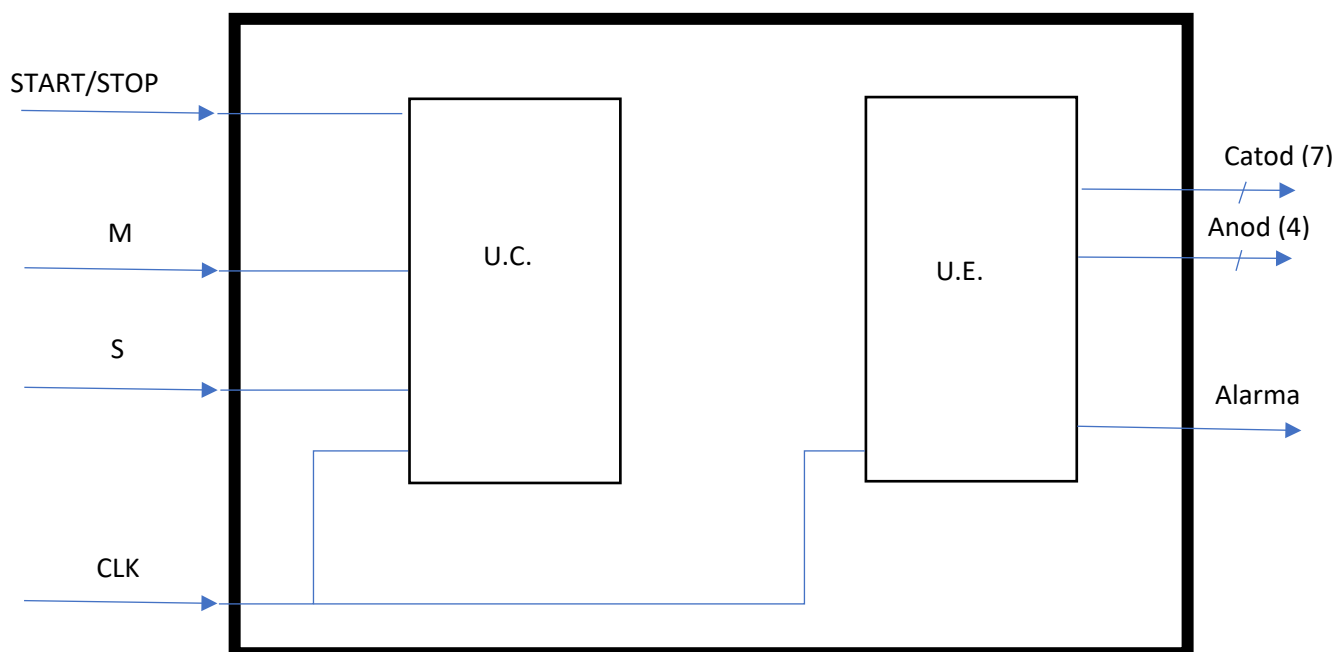 START/STOP
M
S
CLK
U.C.
U.E.
Catod (7)
Anod (4)
Alarma